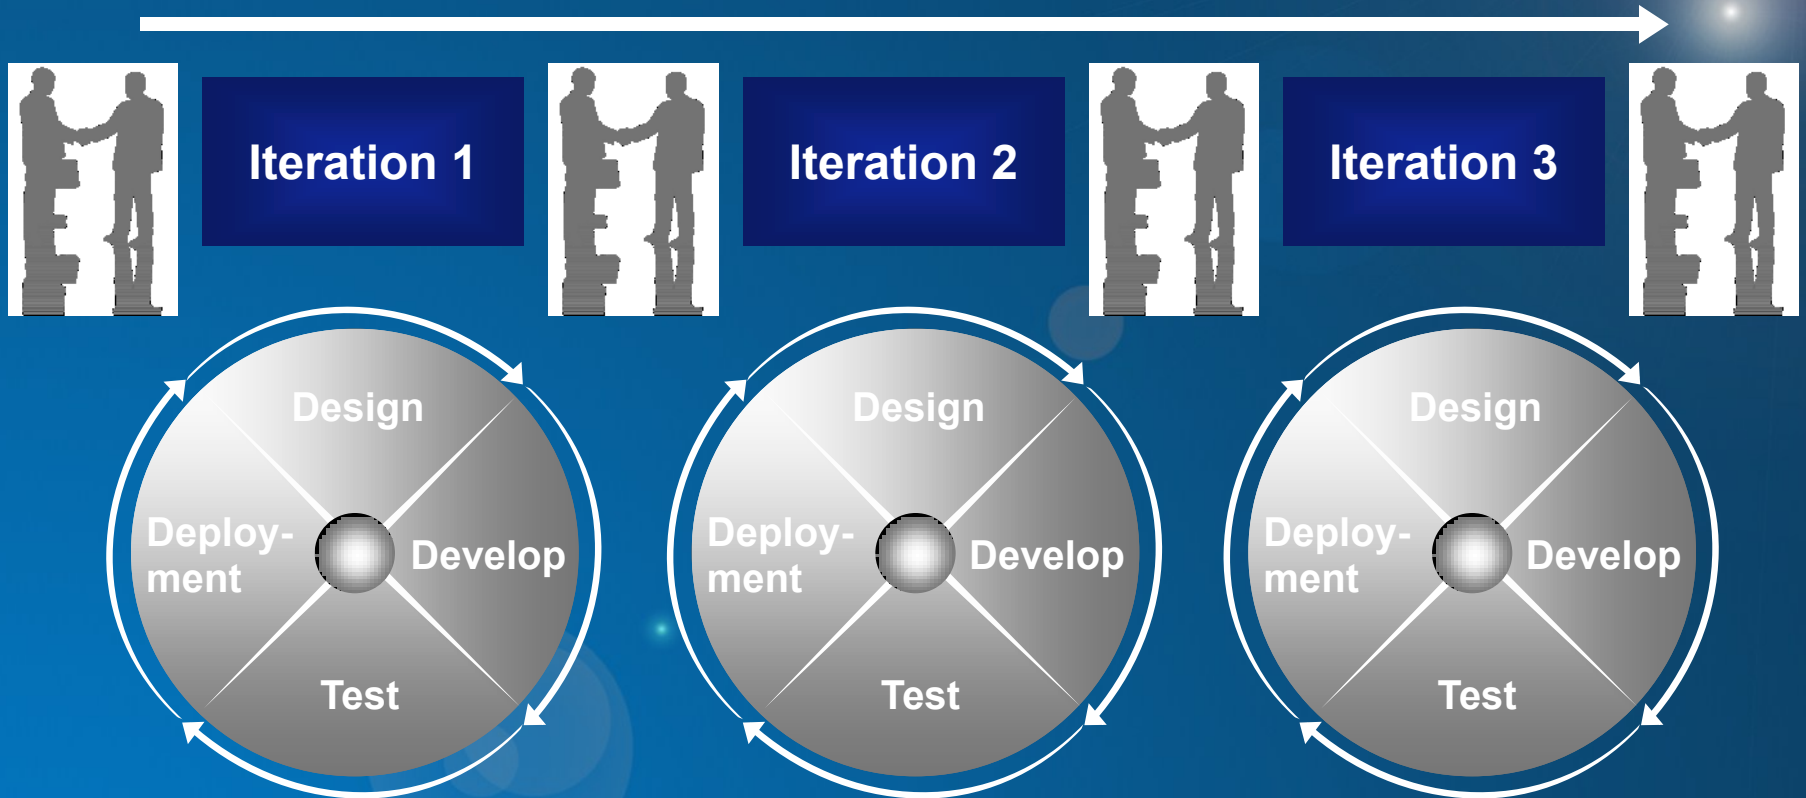 Iteration 1
Iteration 2
Iteration 3
Design
Deploy-
ment
Develop
Test
Design
Deploy-
ment
Develop
Test
Design
Deploy-
ment
Develop
Test